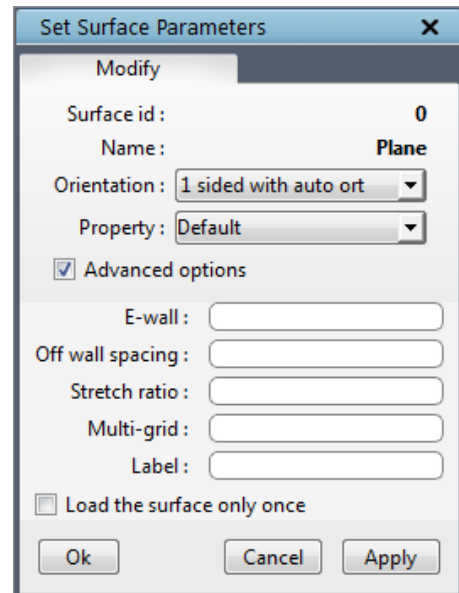 Set Surface Parameters
Modify
Surface id : 0
Name : Plane
Orientation : 1 sided with auto ort
Property : Default
Advanced options
E-wall :
Off wall spacing :
Stretch ratio :
Multi-grid :
Label :
Load the surface only once
Ok Cancel Apply